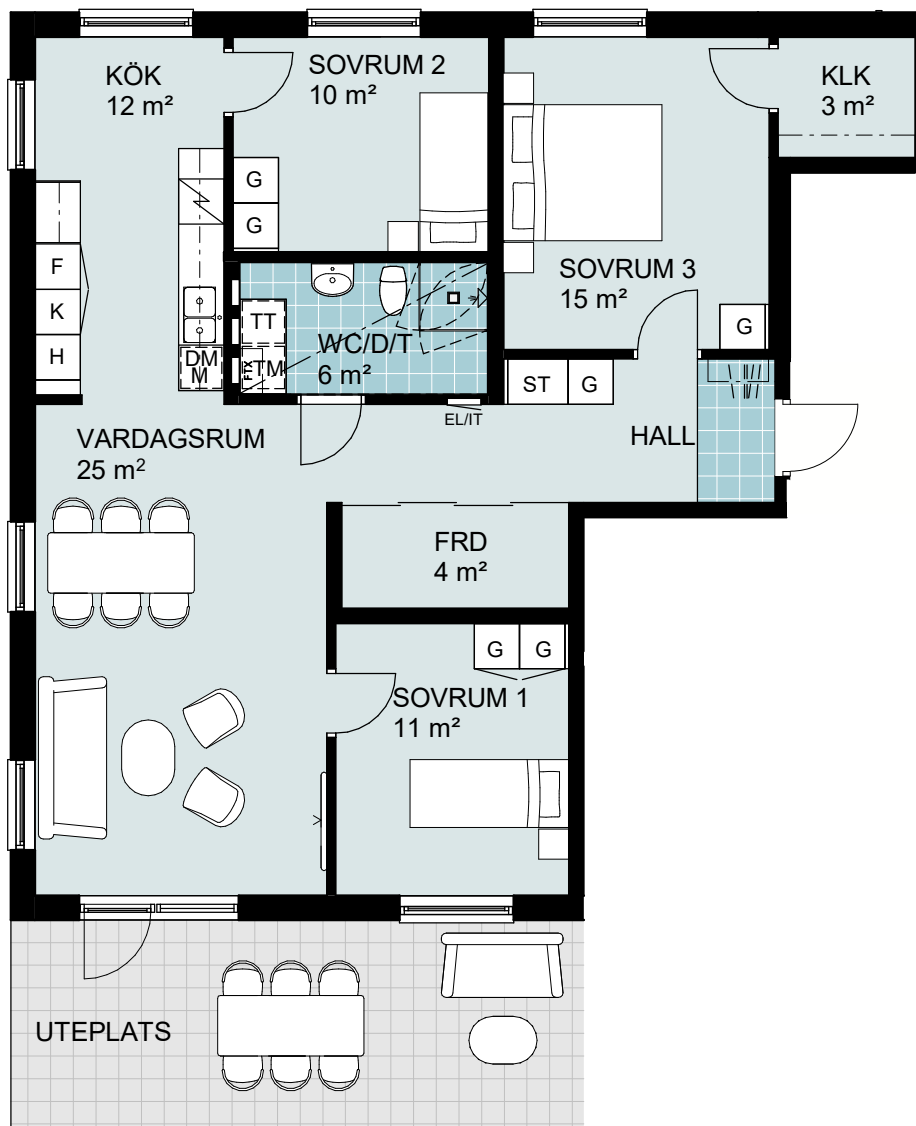 KÖK
12 m²
SOVRUM 2
10 m²
KLK
3 m²
G
G
F
K
H
DM
M
TT
FTX
TM
WC/D/T
6 m²
SOVRUM 3
15 m²
G
ST
G
EL/IT
HALL
VARDAGSRUM
25 m²
FRD
4 m²
G
G
SOVRUM 1
11 m²
UTEPLATS